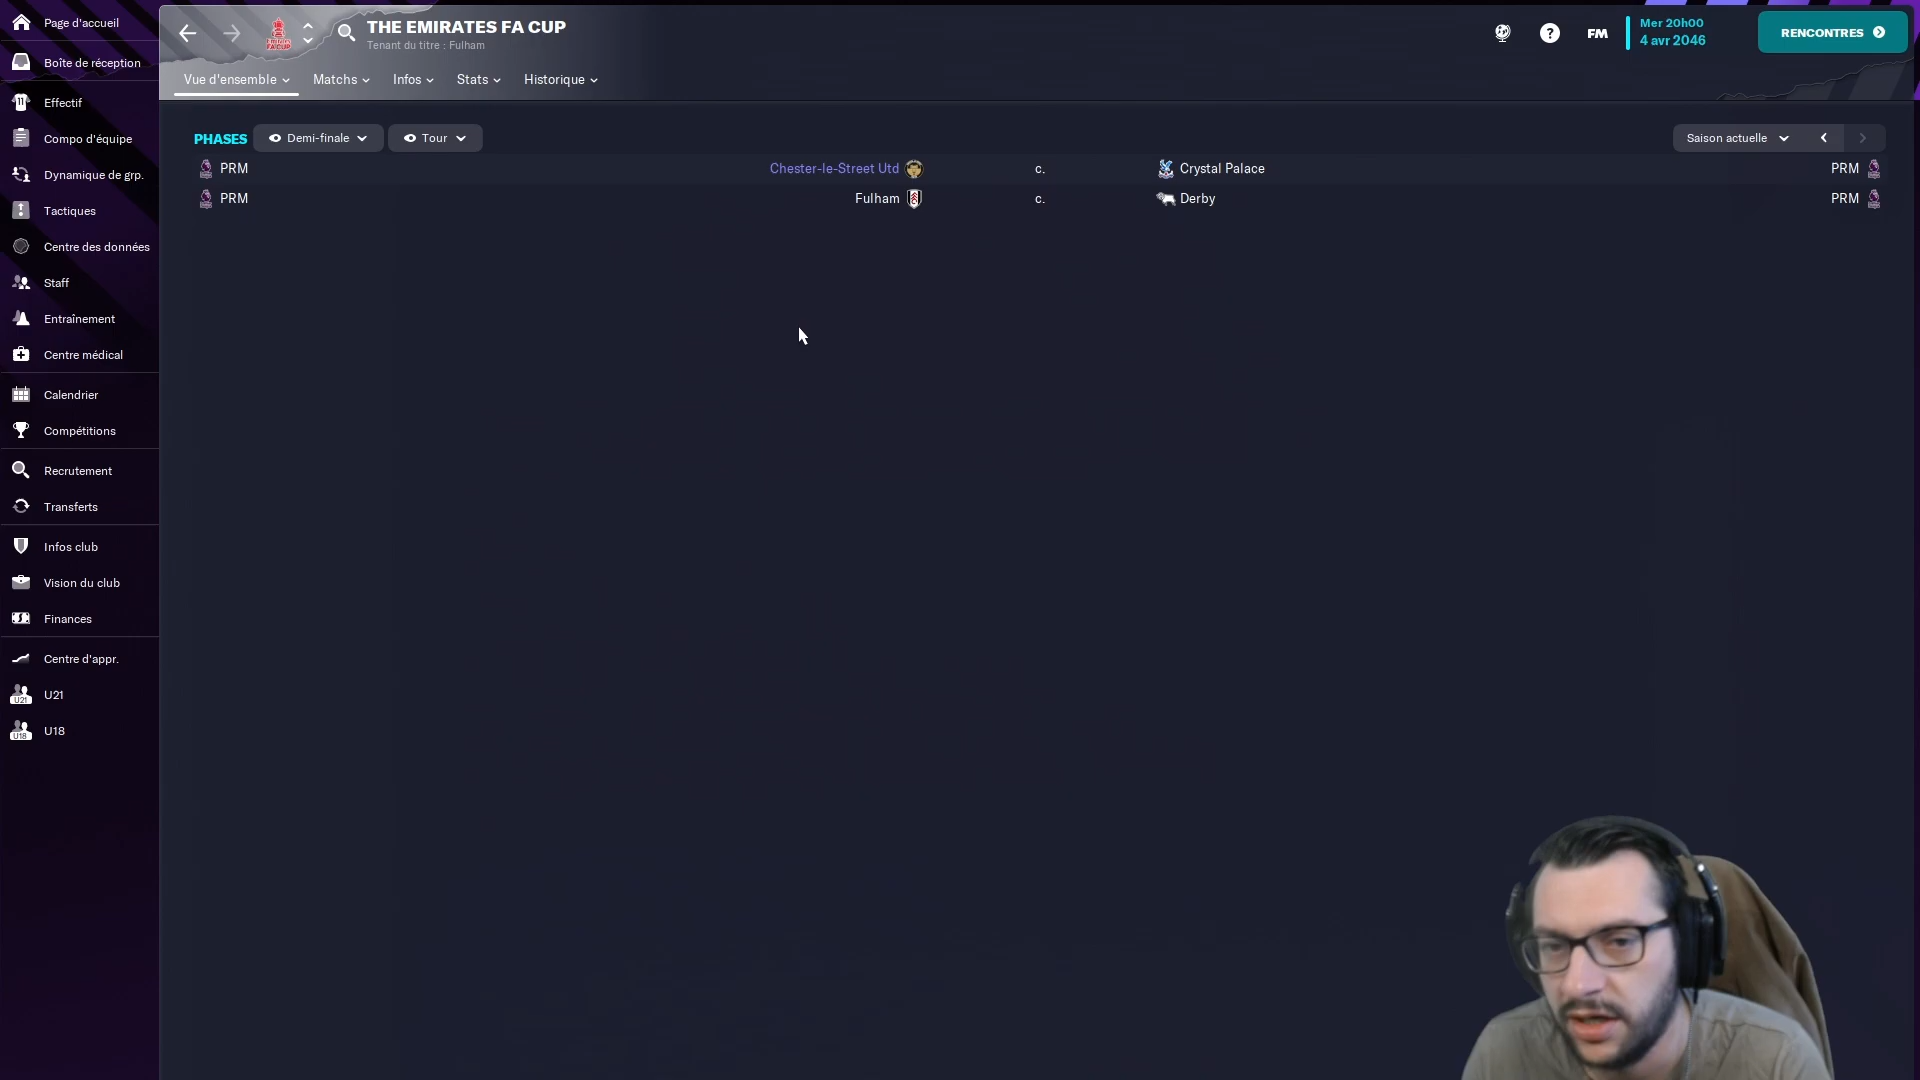 Page d'accueil
Boîte de réception
Effectif
Compo d'équipe
Dynamique de grp.
Tactiques
Centre des données
Staff
Entraînement
Centre médical
Calendrier
Compétitions
Recrutement
Transferts
Infos club
Vision du club
Finances
Centre d'appr.
U21
U21
U18
U18
THE EMIRATES FA CUP
Tenant du titre : Fulham
?
FM
Mer 20h00
4 avr 2046
RENCONTRES
Vue d'ensemble
Matchs
Infos
Stats
Historique
PHASES
Demi-finale
Tour
Saison actuelle
PRM Chester-le-Street Utd c. Crystal Palace PRM
PRM Fulham c. Derby PRM